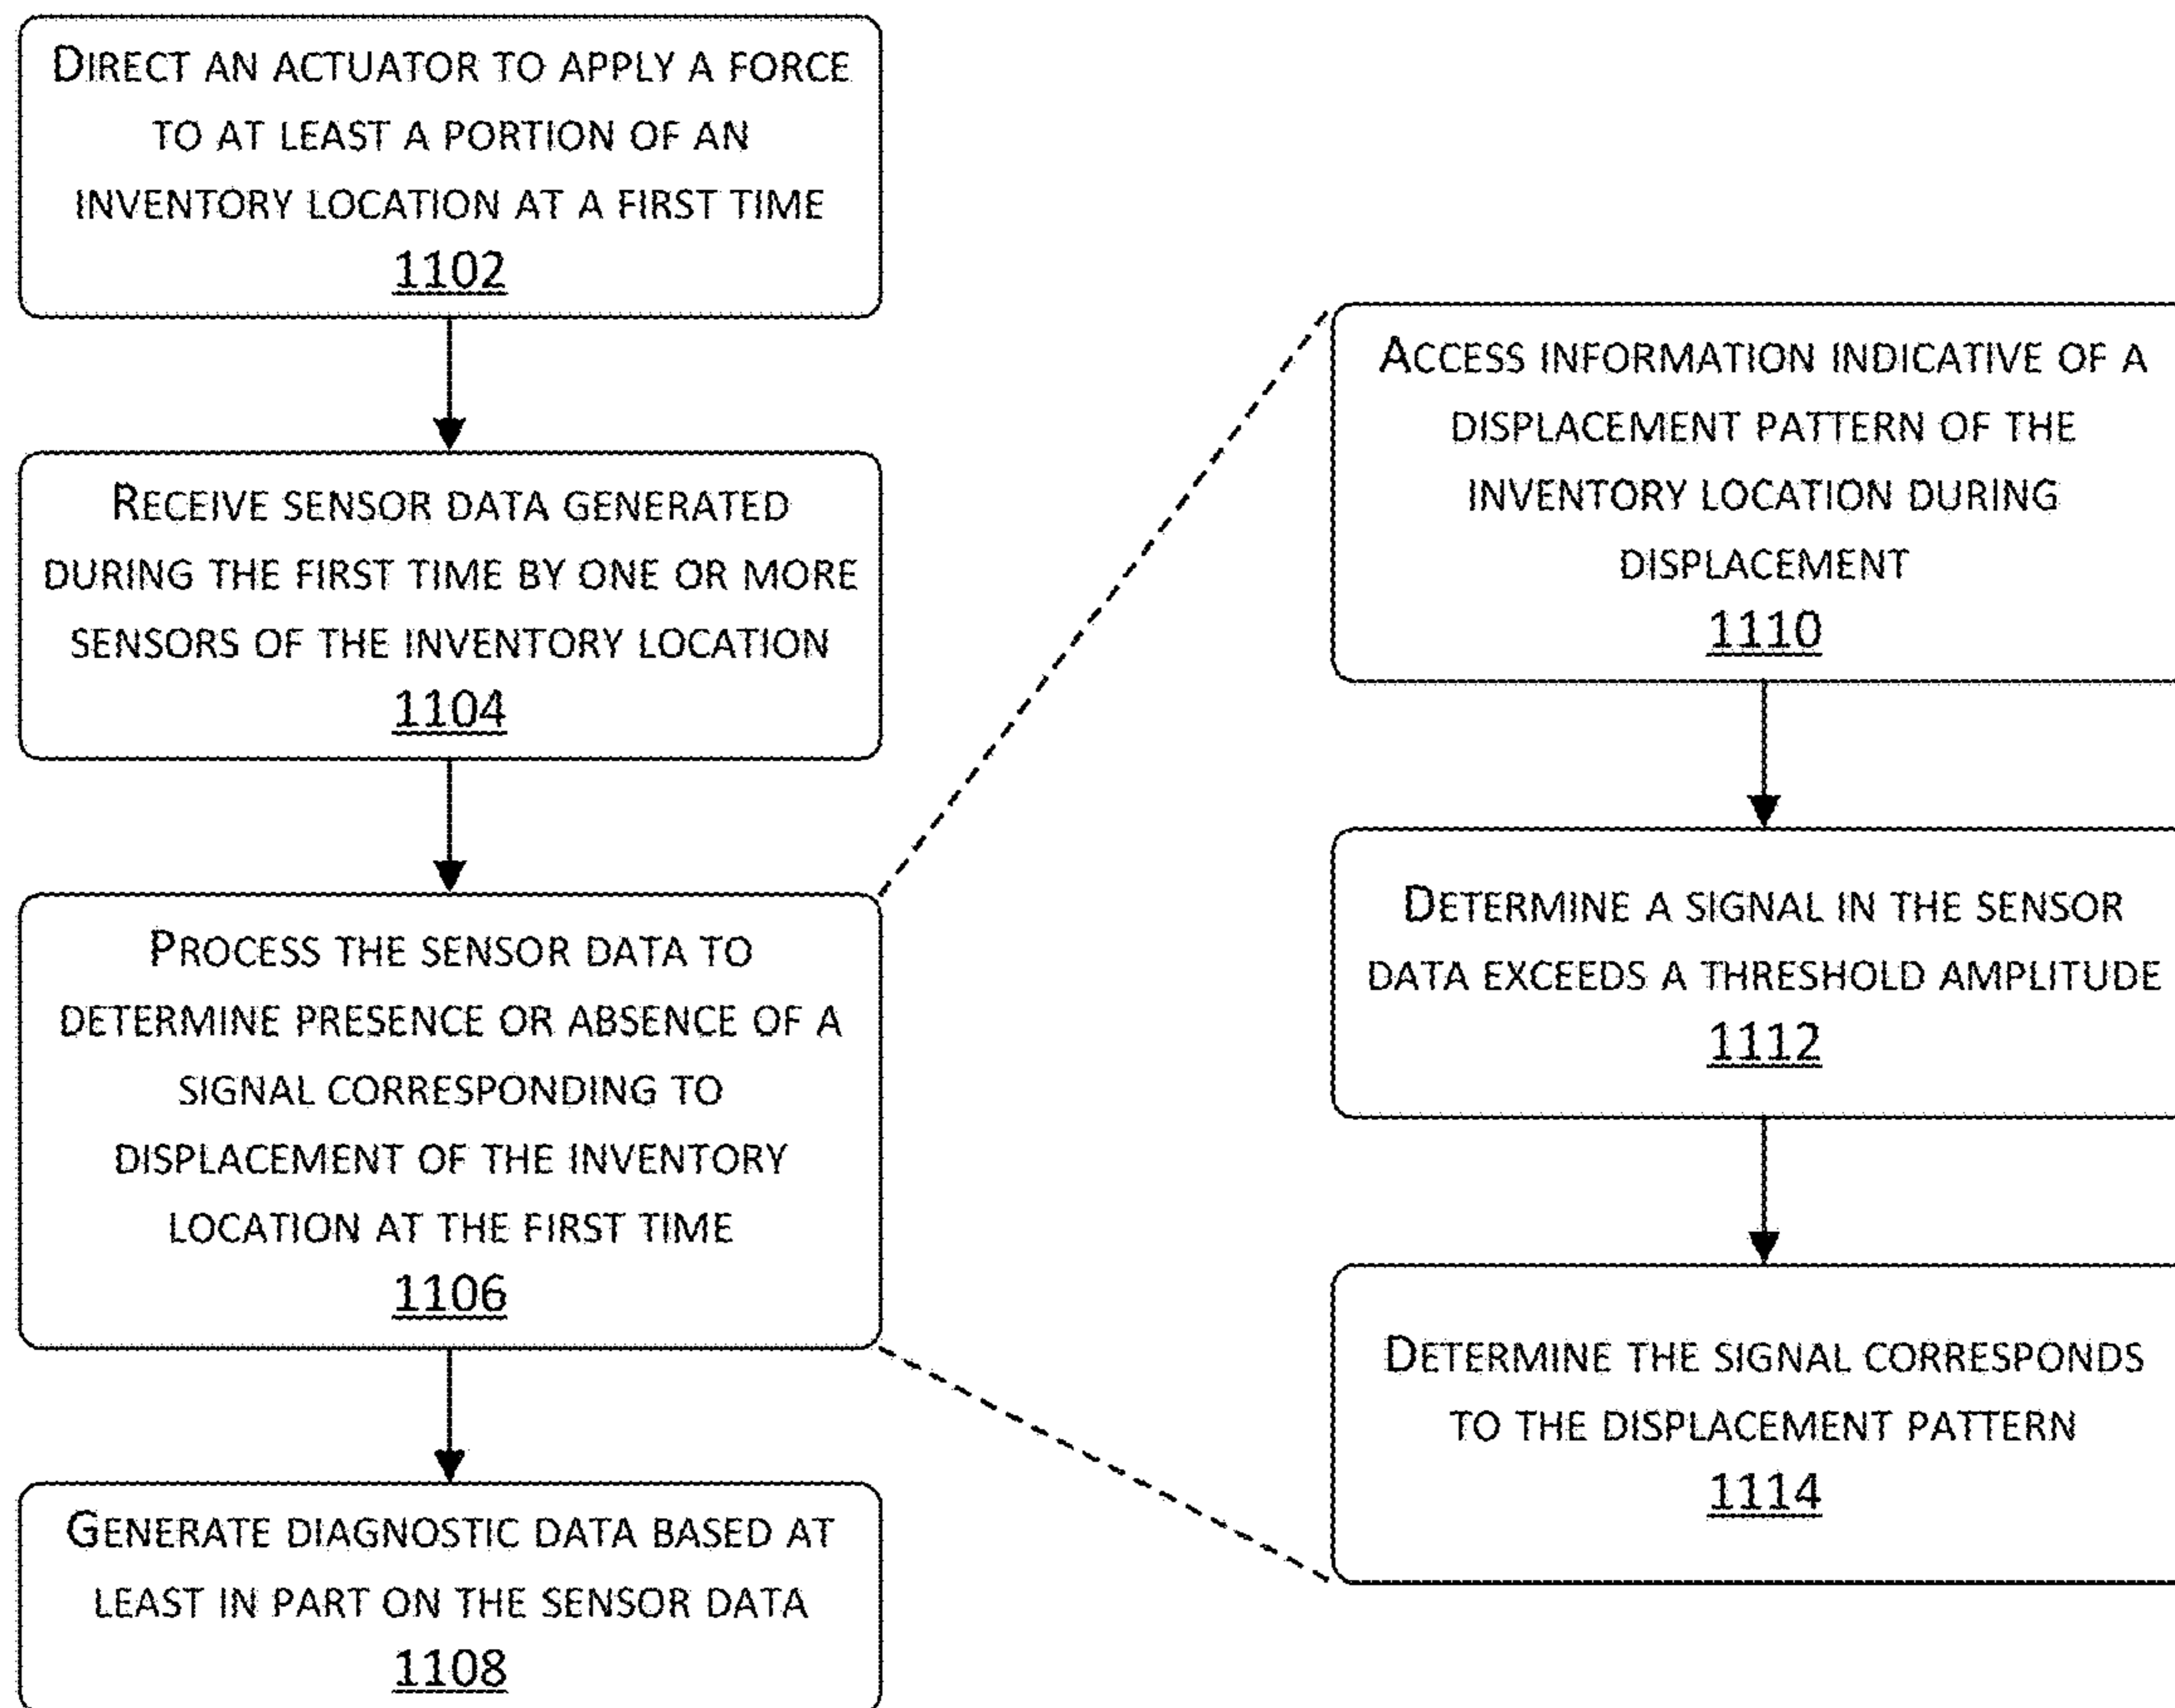 DIRECT AN ACTUATOR TO APPLY A FORCE
TO AT LEAST A PORTION OF AN
INVENTORY LOCATION AT A FIRST TIME
1102
RECEIVE SENSOR DATA GENERATED
DURING THE FIRST TIME BY ONE OR MORE
SENSORS OF THE INVENTORY LOCATION
1104
PROCESS THE SENSOR DATA TO
DETERMINE PRESENCE OR ABSENCE OF A
SIGNAL CORRESPONDING TO
DISPLACEMENT OF THE INVENTORY
LOCATION AT THE FIRST TIME
1106
GENERATE DIAGNOSTIC DATA BASED AT
LEAST IN PART ON THE SENSOR DATA
1108
ACCESS INFORMATION INDICATIVE OF A
DISPLACEMENT PATTERN OF THE
INVENTORY LOCATION DURING
DISPLACEMENT
1110
DETERMINE A SIGNAL IN THE SENSOR
DATA EXCEEDS A THRESHOLD AMPLITUDE
1112
DETERMINE THE SIGNAL CORRESPONDS
TO THE DISPLACEMENT PATTERN
1114